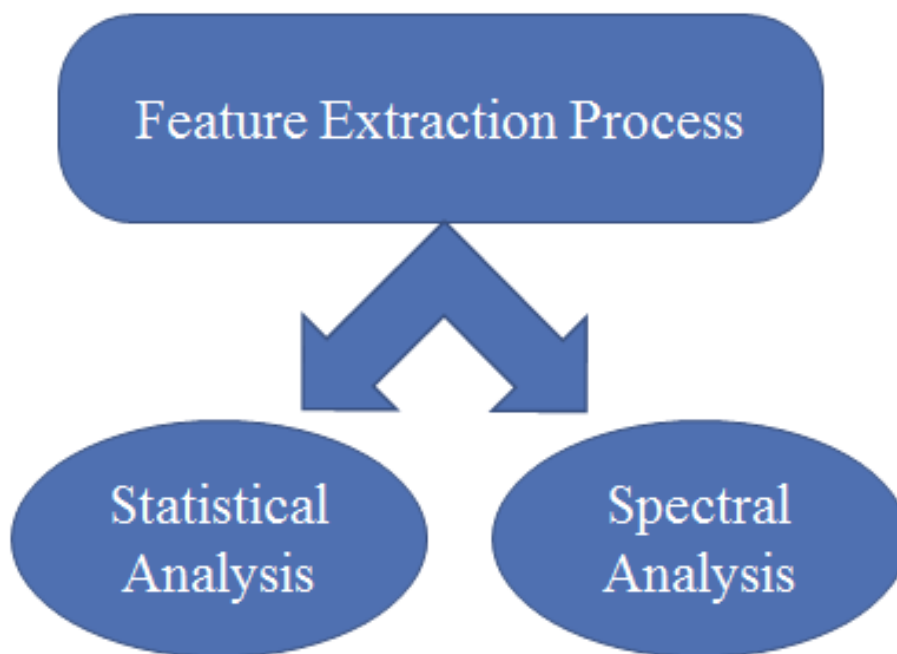 Feature Extraction Process
Statistical
Analysis
Spectral
Analysis